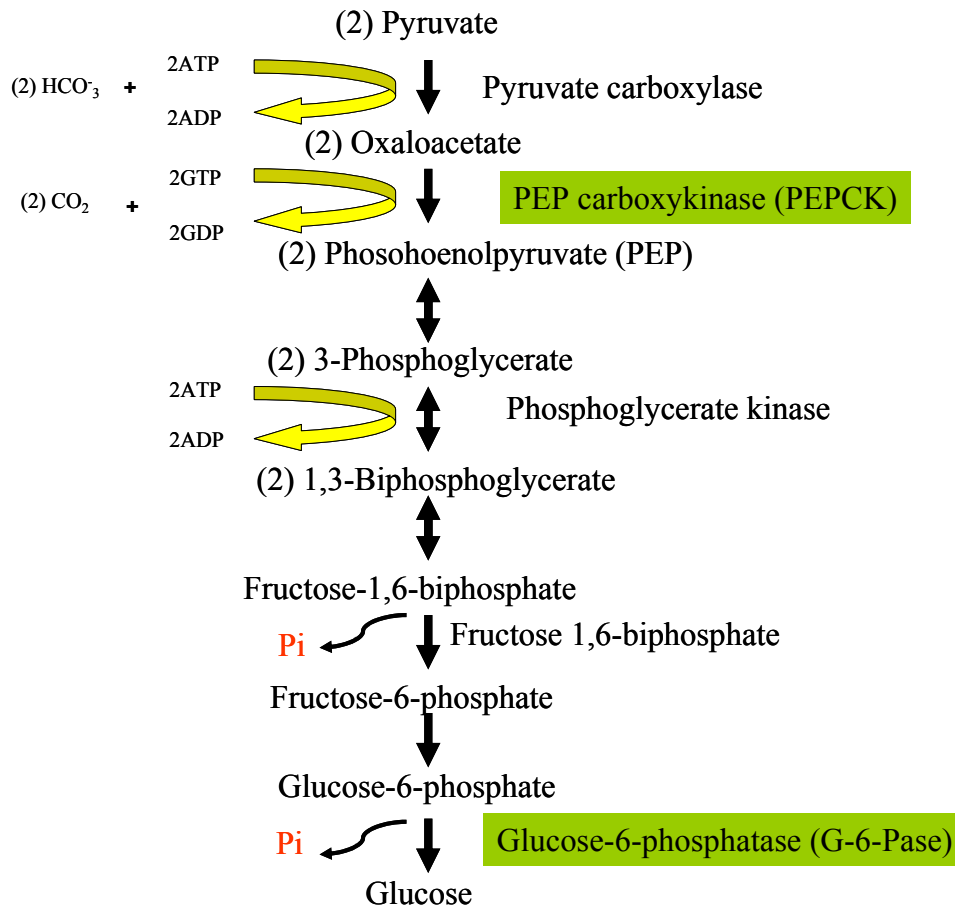 (2) Pyruvate
2ATP
(2) HCO⁻₃ +
Pyruvate carboxylase
2ADP
(2) Oxaloacetate
2GTP
(2) CO₂ +
PEP carboxykinase (PEPCK)
2GDP
(2) Phosohoenolpyruvate (PEP)
(2) 3-Phosphoglycerate
2ATP
Phosphoglycerate kinase
2ADP
(2) 1,3-Biphosphoglycerate
Fructose-1,6-biphosphate
Pi
Fructose 1,6-biphosphate
Fructose-6-phosphate
Glucose-6-phosphate
Pi
Glucose-6-phosphatase (G-6-Pase)
Glucose